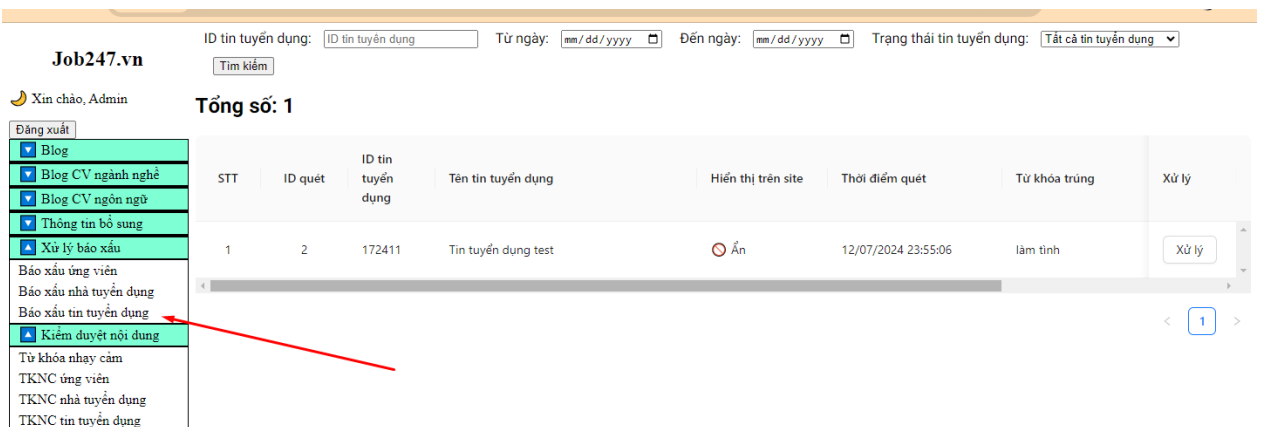 ID tin tuyển dụng: ID tin tuyển dụng Từ ngày: mm/dd/yyyy Đến ngày: mm/dd/yyyy Trạng thái tin tuyển dụng: Tất cả tin tuyển dụng
Tìm kiếm
Job247.vn
Xin chào, Admin
Đăng xuất
Blog
Blog CV ngành nghề
Blog CV ngôn ngữ
Thông tin bổ sung
Xử lý báo xấu
Báo xấu ứng viên
Báo xấu nhà tuyển dụng
Báo xấu tin tuyển dụng
Kiểm duyệt nội dung
Từ khóa nhạy cảm
TKNC ứng viên
TKNC nhà tuyển dụng
TKNC tin tuyển dụng
Tổng số: 1
STT ID quét ID tin tuyển dụng Tên tin tuyển dụng Hiển thị trên site Thời điểm quét Từ khóa trúng Xử lý
1 2 172411 Tin tuyển dụng test Ẩn 12/07/2024 23:55:06 làm tình Xử lý
< 1 >